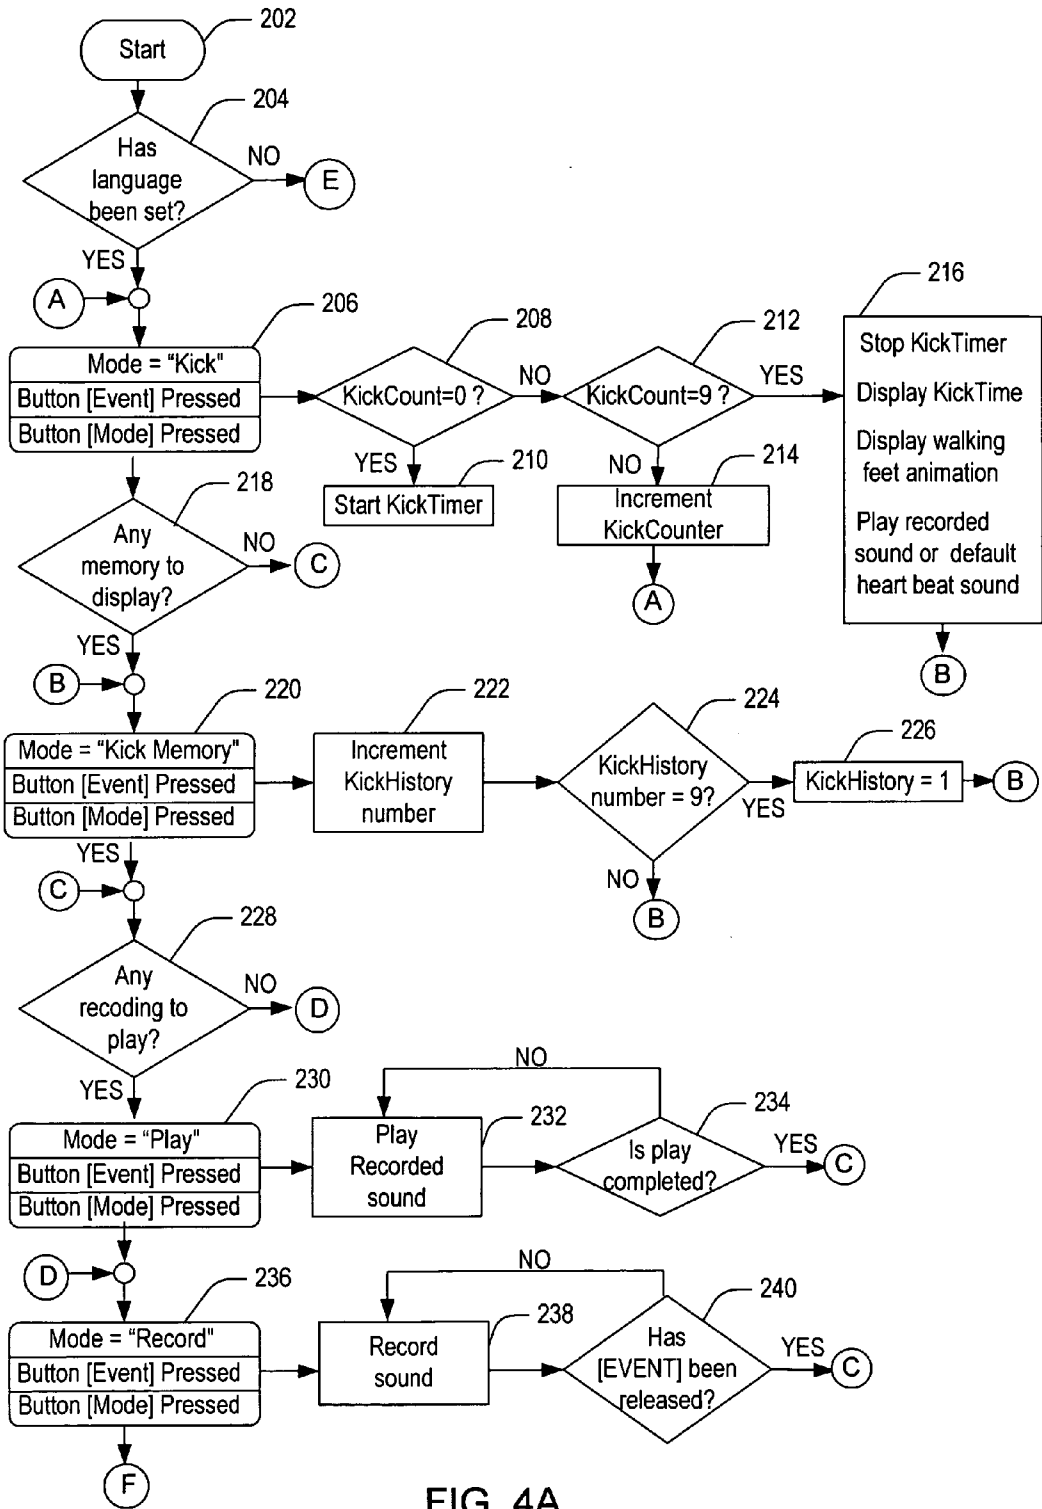 Start
202
204
Has
language
been set?
NO
E
YES
A
206
Mode = "Kick"
Button [Event] Pressed
Button [Mode] Pressed
208
KickCount=0 ?
NO
YES
210
Start KickTimer
212
KickCount=9 ?
YES
NO
214
Increment
KickCounter
A
216
Stop KickTimer
Display KickTime
Display walking
feet animation
Play recorded
sound or default
heart beat sound
B
218
Any
memory to
display?
NO
C
YES
B
220
Mode = "Kick Memory"
Button [Event] Pressed
Button [Mode] Pressed
222
Increment
KickHistory
number
224
KickHistory
number = 9?
YES
226
KickHistory = 1
B
NO
B
YES
C
228
Any
recoding to
play?
NO
D
YES
230
Mode = "Play"
Button [Event] Pressed
Button [Mode] Pressed
NO
232
Play
Recorded
sound
234
Is play
completed?
YES
C
D
236
Mode = "Record"
Button [Event] Pressed
Button [Mode] Pressed
NO
238
Record
sound
240
Has
[EVENT] been
released?
YES
C
F
FIG. 4A